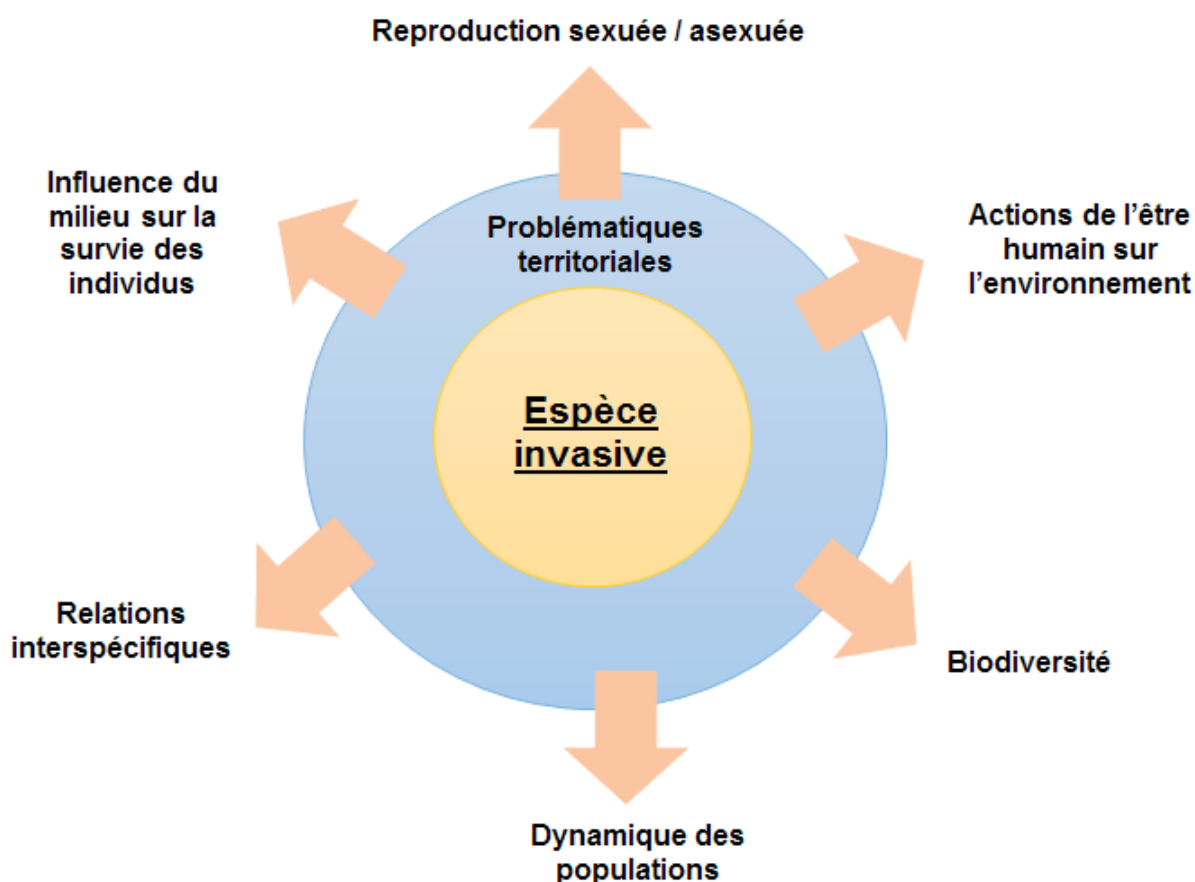 Reproduction sexuée / asexuée
Influence du
milieu sur la
survie des
individus
Problématiques
territoriales
Actions de l'être
humain sur
l'environnement
Espèce
invasive
Relations
interspécifiques
Biodiversité
Dynamique des
populations